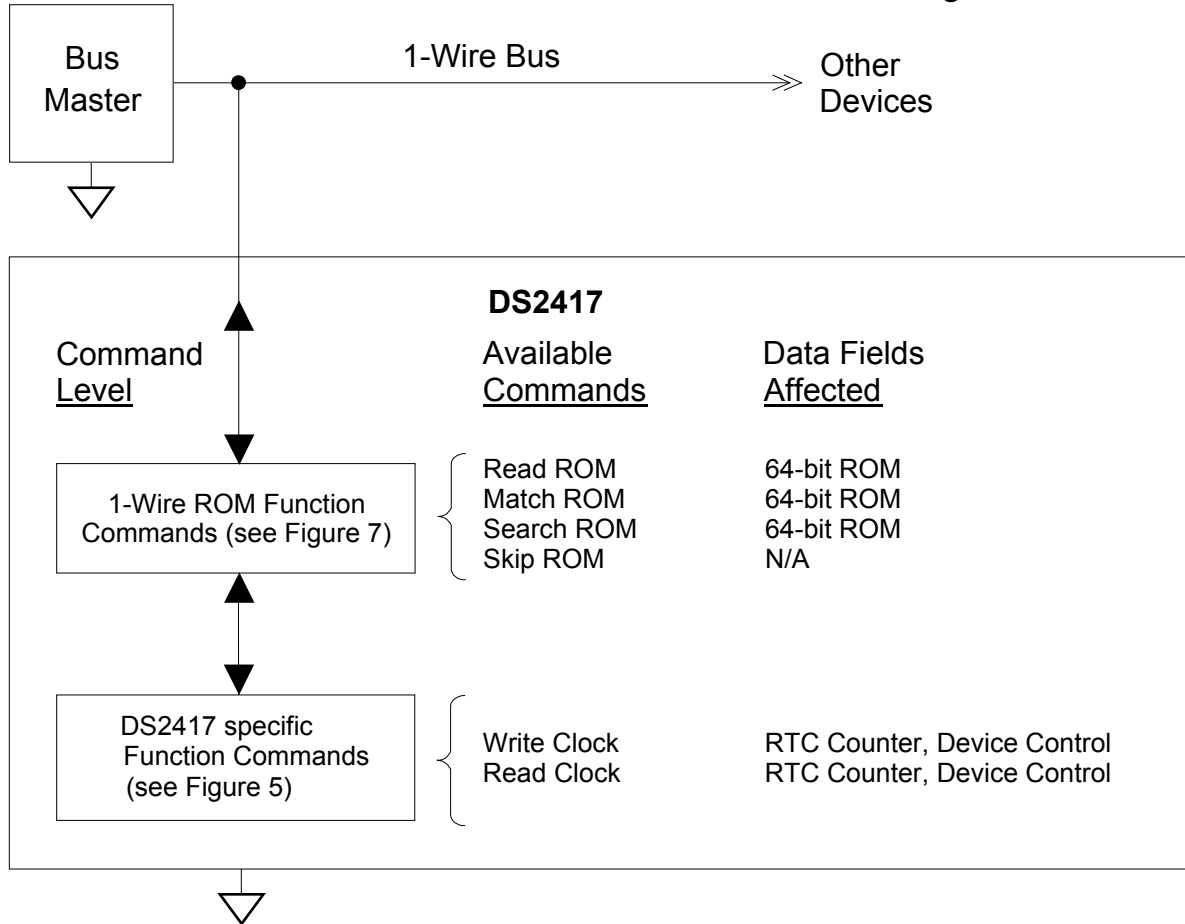 Bus
Master
1-Wire Bus
Other
Devices
DS2417
Command
Level
Available
Commands
Data Fields
Affected
1-Wire ROM Function
Commands (see Figure 7)
Read ROM 64-bit ROM
Match ROM 64-bit ROM
Search ROM 64-bit ROM
Skip ROM N/A
DS2417 specific
Function Commands
(see Figure 5)
Write Clock RTC Counter, Device Control
Read Clock RTC Counter, Device Control